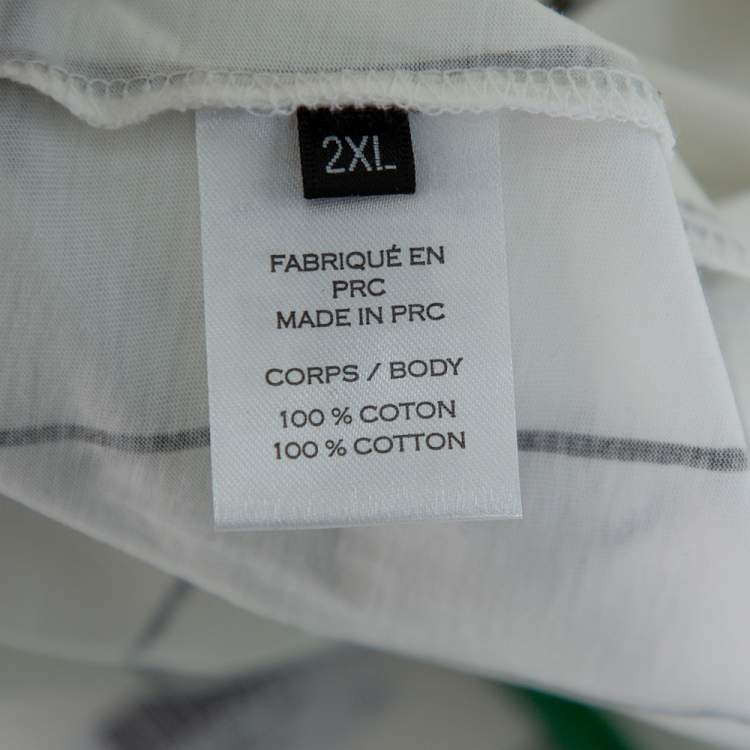 2XL
FABRIQUÉ EN
PRC
MADE IN PRC
CORPS / BODY
100 % COTON
100 % COTTON